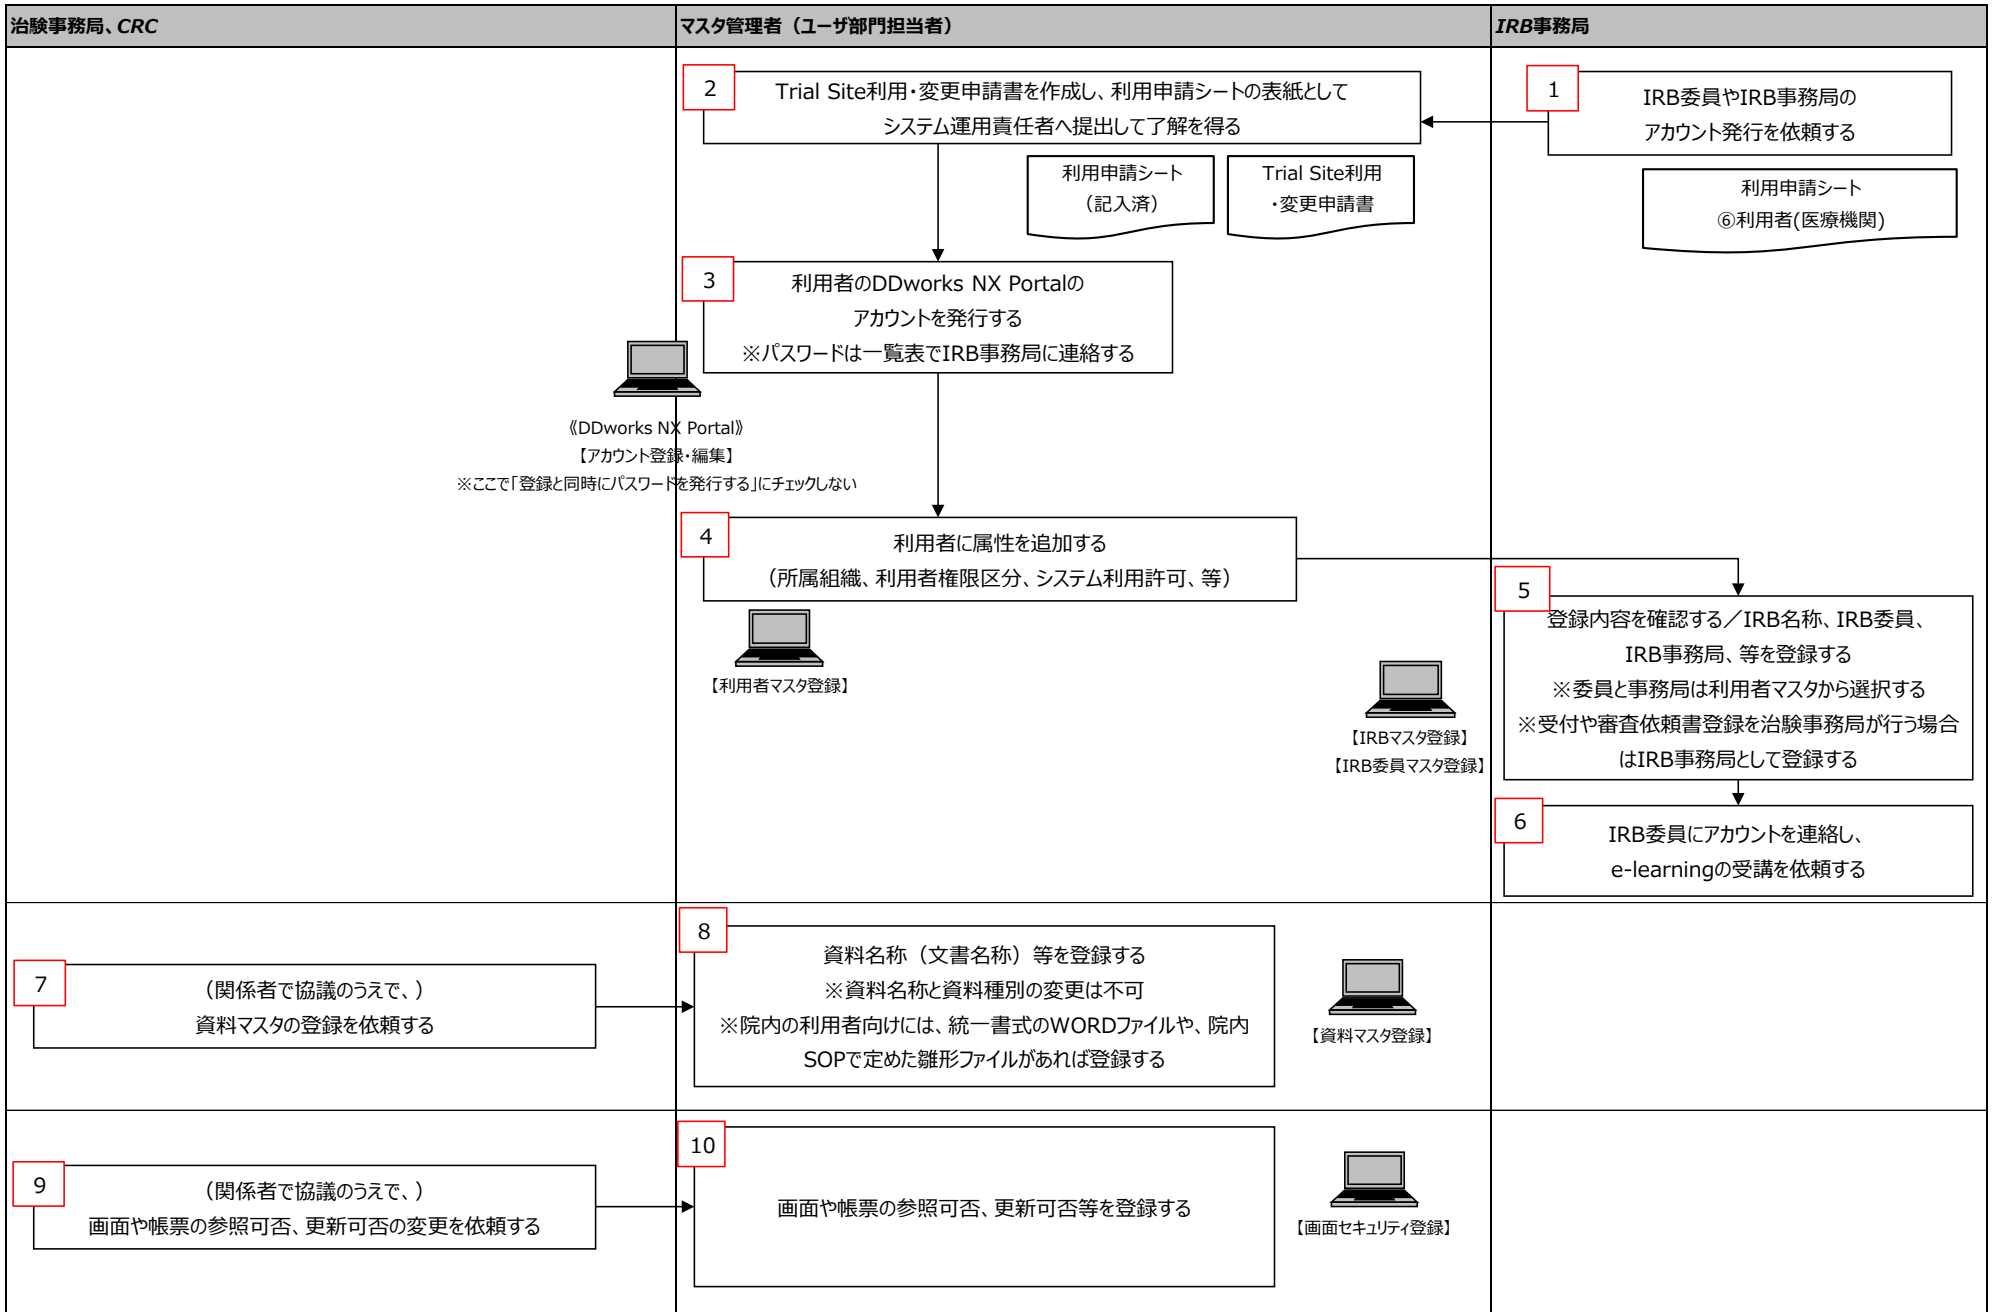 治験事務局、CRC
マスタ管理者（ユーザ部門担当者）
IRB事務局
1
IRB委員やIRB事務局の
アカウント発行を依頼する
利用申請シート
⑥利用者(医療機関)
2
Trial Site利用・変更申請書を作成し、利用申請シートの表紙として
システム運用責任者へ提出して了解を得る
利用申請シート
（記入済）
Trial Site利用
・変更申請書
3
利用者のDDworks NX Portalの
アカウントを発行する
※パスワードは一覧表でIRB事務局に連絡する
《DDworks NX Portal》
【アカウント登録・編集】
※ここで「登録と同時にパスワードを発行する」にチェックしない
4
利用者に属性を追加する
（所属組織、利用者権限区分、システム利用許可、等）
【利用者マスタ登録】
5
登録内容を確認する／IRB名称、IRB委員、
IRB事務局、等を登録する
※委員と事務局は利用者マスタから選択する
※受付や審査依頼書登録を治験事務局が行う場合
はIRB事務局として登録する
【IRBマスタ登録】
【IRB委員マスタ登録】
6
IRB委員にアカウントを連絡し、
e-learningの受講を依頼する
7
（関係者で協議のうえで、）
資料マスタの登録を依頼する
8
資料名称（文書名称）等を登録する
※資料名称と資料種別の変更は不可
※院内の利用者向けには、統一書式のWORDファイルや、院内
SOPで定めた雛形ファイルがあれば登録する
【資料マスタ登録】
9
（関係者で協議のうえで、）
画面や帳票の参照可否、更新可否の変更を依頼する
10
画面や帳票の参照可否、更新可否等を登録する
【画面セキュリティ登録】